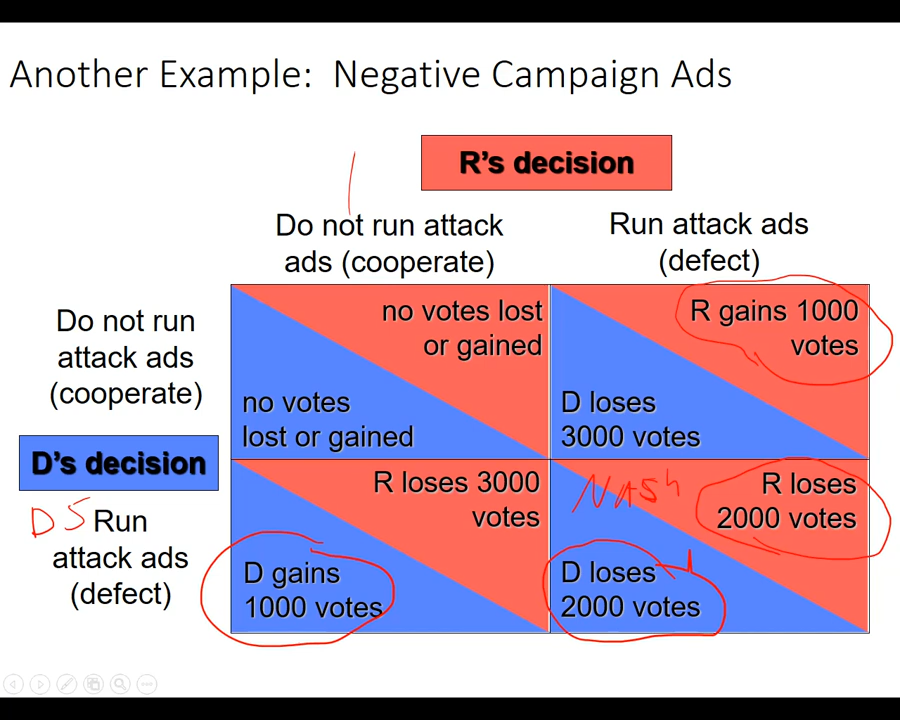 Another Example: Negative Campaign Ads
R's decision
Do not run attack
ads (cooperate)
Run attack ads
(defect)
Do not run
attack ads
(cooperate)
no votes lost
or gained
no votes
lost or gained
R gains 1000
votes
D loses
3000 votes
D's decision
DS
Run
attack ads
(defect)
R loses 3000
votes
D gains
1000 votes
Nash
R loses
2000 votes
D loses
2000 votes